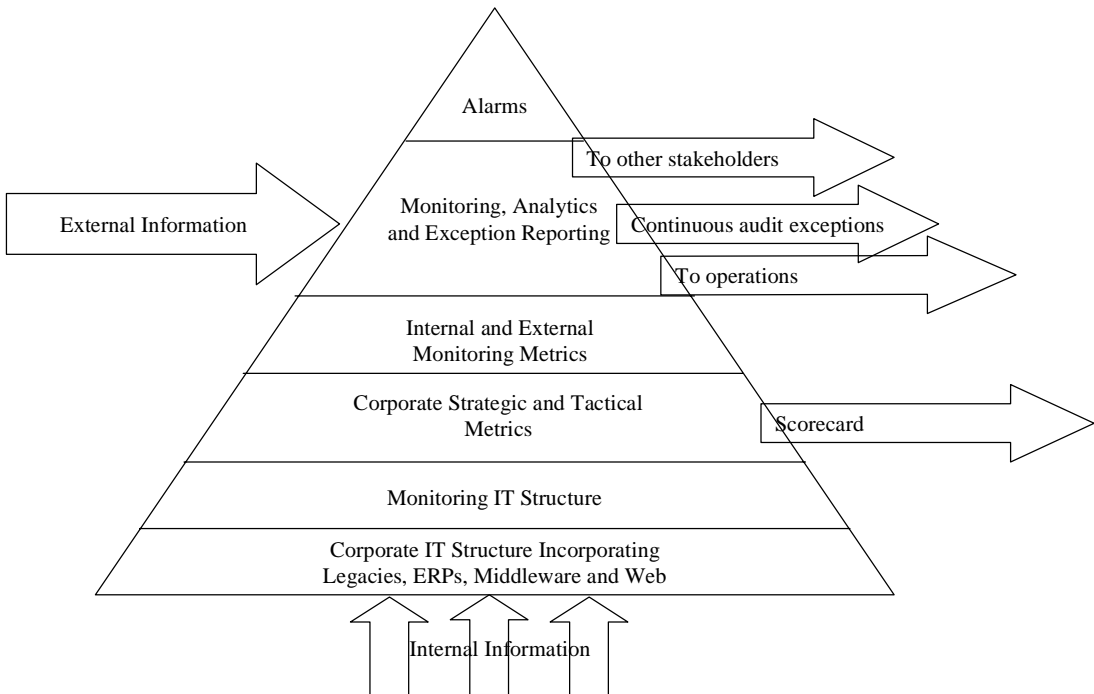 Alarms
To other stakeholders
External Information
Monitoring, Analytics
and Exception Reporting
Continuous audit exceptions
To operations
Internal and External
Monitoring Metrics
Corporate Strategic and Tactical
Metrics
Scorecard
Monitoring IT Structure
Corporate IT Structure Incorporating
Legacies, ERPs, Middleware and Web
Internal Information